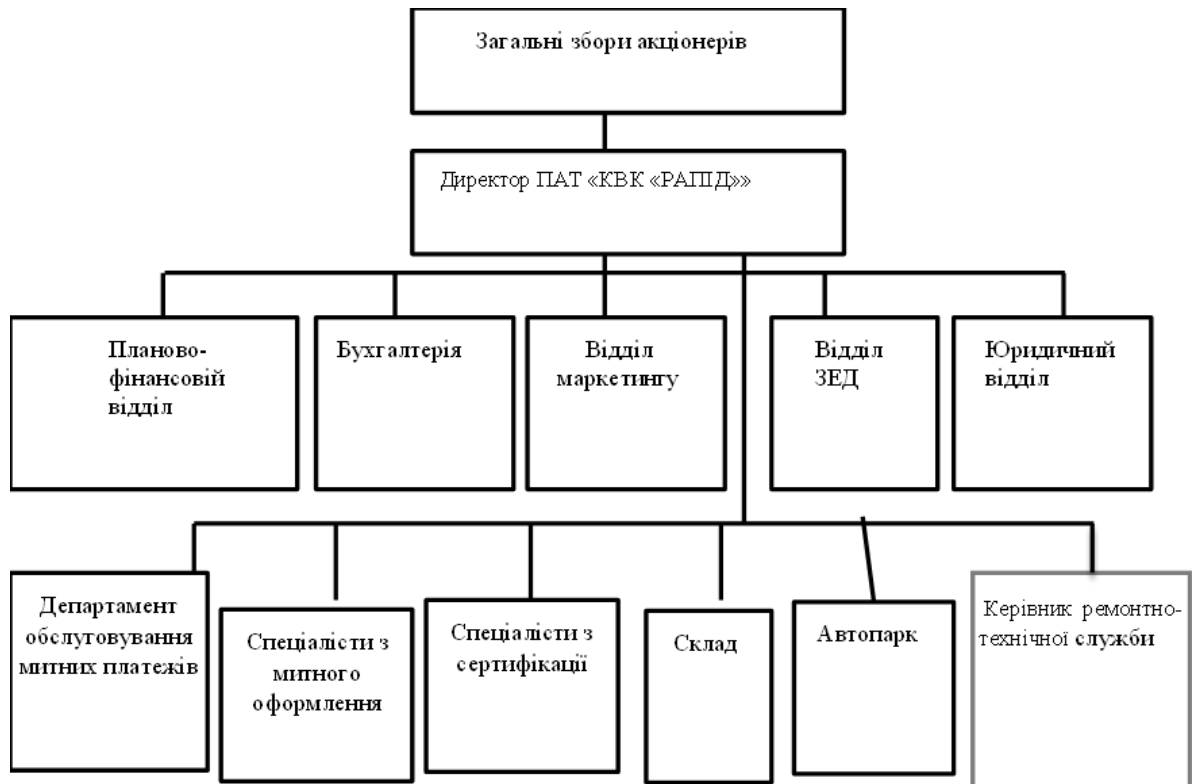 Загальні збори акціонерів
Директор ПАТ «КВК «РАПІД»»
Планово-
фінансовій
відділ
Бухгалтерія
Відділ
маркетингу
Відділ
ЗЕД
Юридичний
відділ
Департамент
обслуговування
митних платежів
Спеціалісти з
митного
оформлення
Спеціалісти з
сертифікації
Склад
Автопарк
Керівник ремонтно-
технічної служби